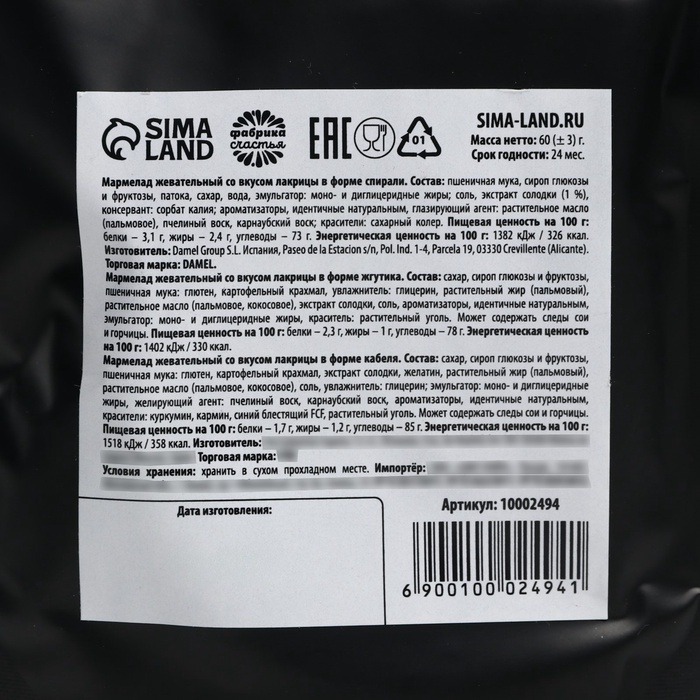 SIMA LAND
фабрика счастья
EAC
01
SIMA-LAND.RU
Масса нетто: 60 (± 3) г.
Срок годности: 24 мес.
Мармелад жевательный со вкусом лакрицы в форме спирали. Состав: пшеничная мука, сироп глюкозы
и фруктозы, патока, сахар, вода, эмульгатор: моно- и диглицеридные жиры; соль, экстракт солодки (1 %),
консервант: сорбат калия; ароматизаторы, идентичные натуральным, глазирующий агент: растительное масло
(пальмовое), пчелиный воск, карнаубский воск; красители: сахарный колер. Пищевая ценность на 100 г:
белки – 3,1 г, жиры – 2,4 г, углеводы – 73 г. Энергетическая ценность на 100 г: 1382 кДж / 326 ккал.
Изготовитель: Damel Group S.L. Испания, Paseo de la Estacion s/n, Pol. Ind. 1-4, Parcela 19, 03330 Crevillente (Alicante).
Торговая марка: DAMEL.
Мармелад жевательный со вкусом лакрицы в форме жгутика. Состав: сахар, сироп глюкозы и фруктозы,
пшеничная мука: глютен, картофельный крахмал, увлажнитель: глицерин, растительный жир (пальмовый),
растительное масло (пальмовое, кокосовое), экстракт солодки, соль, ароматизаторы, идентичные натуральным,
эмульгатор: моно- и диглицеридные жиры, краситель: растительный уголь. Может содержать следы сои
и горчицы. Пищевая ценность на 100 г: белки – 2,3 г, жиры – 1 г, углеводы – 78 г. Энергетическая ценность
на 100 г: 1402 кДж / 330 ккал.
Мармелад жевательный со вкусом лакрицы в форме кабеля. Состав: сахар, сироп глюкозы и фруктозы,
пшеничная мука: глютен, картофельный крахмал, экстракт солодки, желатин, растительный жир (пальмовый),
растительное масло (пальмовое, кокосовое), соль, увлажнитель: глицерин; эмульгатор: моно- и диглицеридные
жиры, желирующий агент: пчелиный воск, карнаубский воск, ароматизаторы, идентичные натуральным,
красители: куркумин, кармин, синий блестящий FCF, растительный уголь. Может содержать следы сои и горчицы.
Пищевая ценность на 100 г: белки – 1,7 г, жиры – 1,2 г, углеводы – 85 г. Энергетическая ценность на 100 г:
1518 кДж / 358 ккал. Изготовитель:
Торговая марка:
Условия хранения: хранить в сухом прохладном месте. Импортёр:
Дата изготовления:
Артикул: 10002494
6 900100 024941